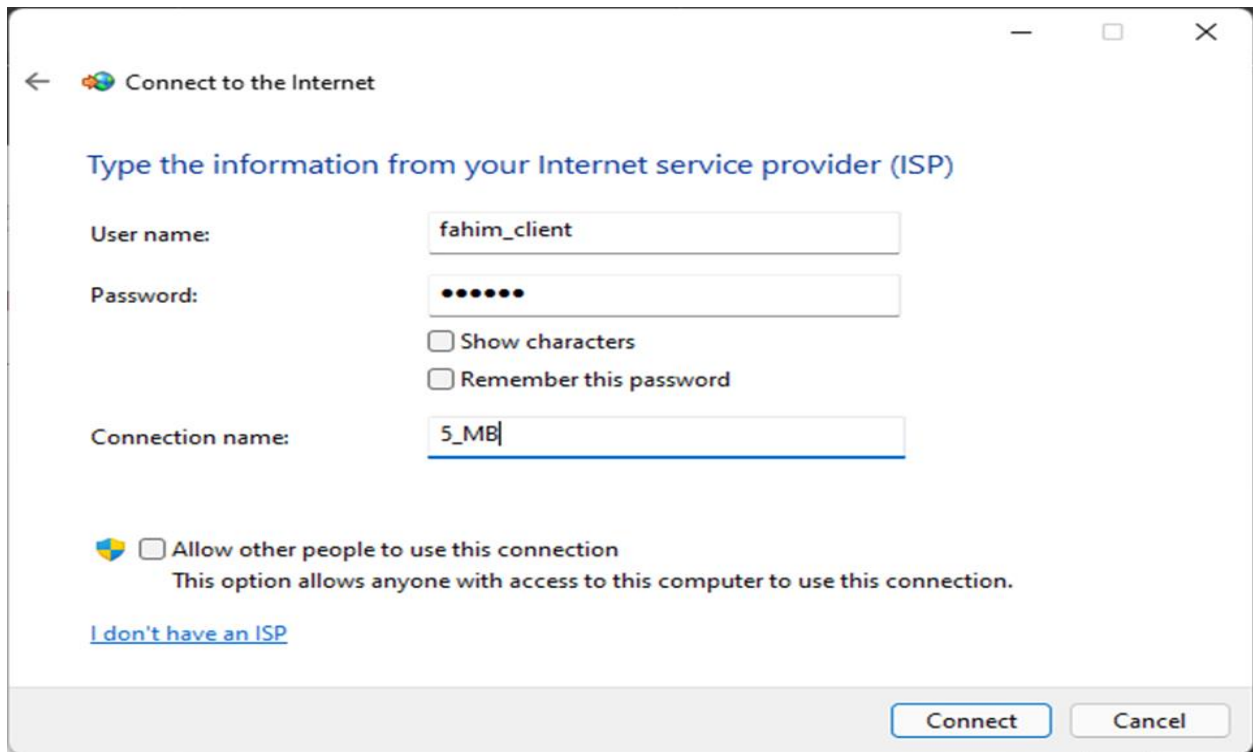 Connect to the Internet
Type the information from your Internet service provider (ISP)
User name:
fahim_client
Password:
••••••
Show characters
Remember this password
Connection name:
5_MB
Allow other people to use this connection
This option allows anyone with access to this computer to use this connection.
I don't have an ISP
Connect
Cancel